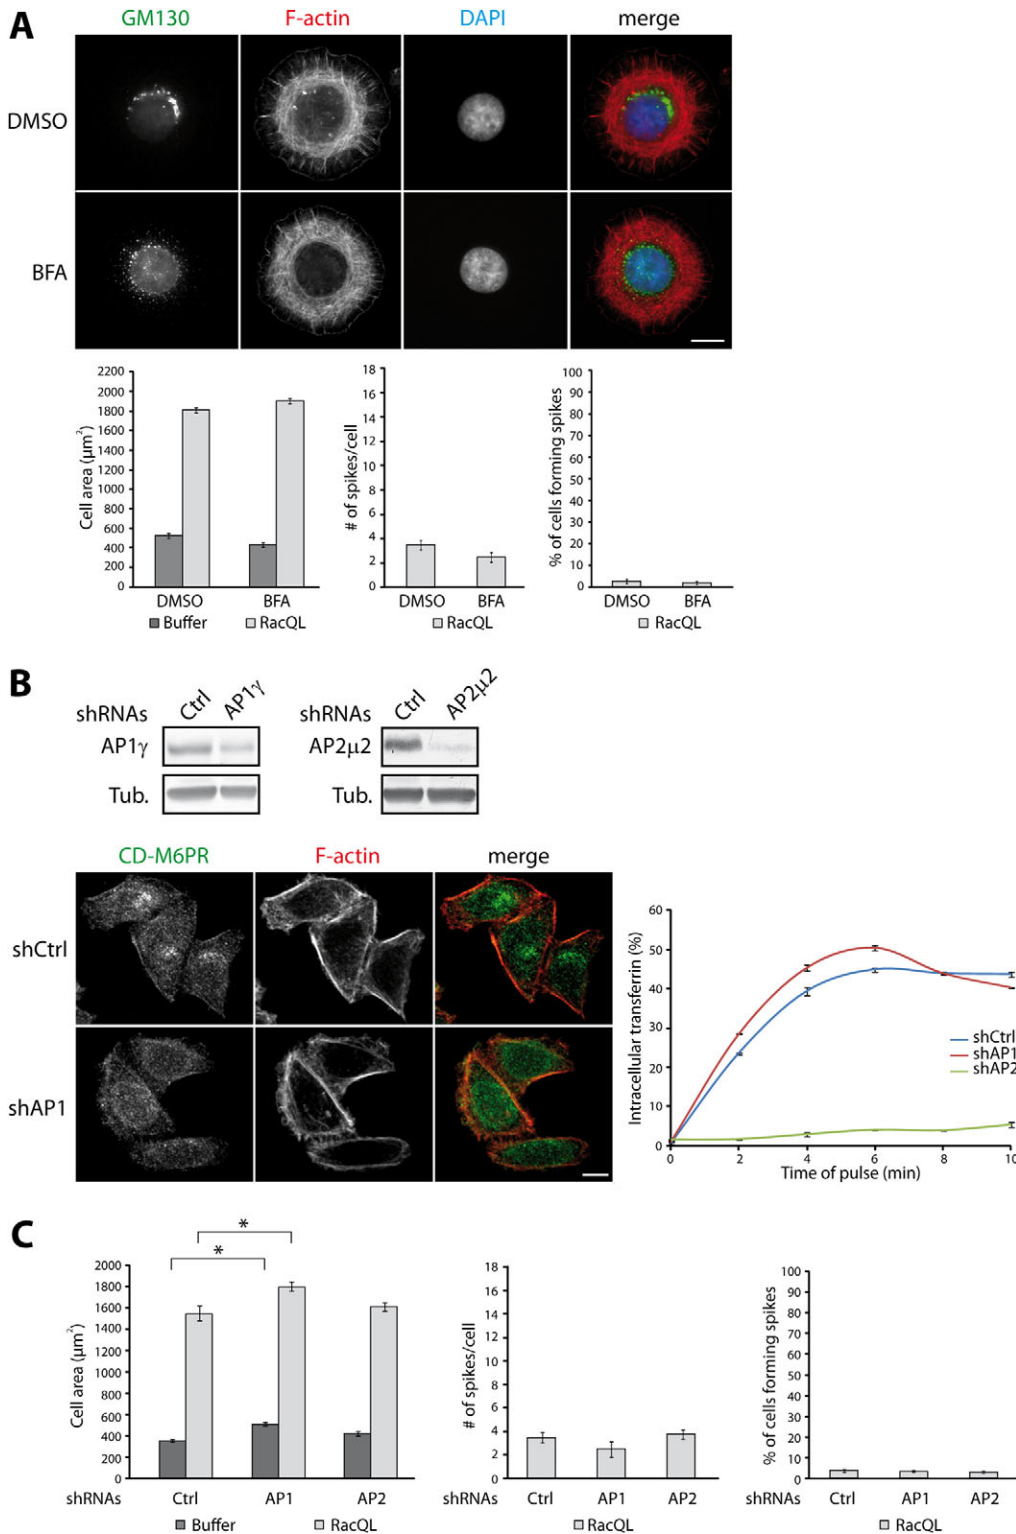 A
GM130 F-actin DAPI merge
DMSO
BFA
Cell area (µm²)
2200
2000
1800
1600
1400
1200
1000
800
600
400
200
0
DMSO BFA
Buffer RacQL
# of spikes/cell
18
16
14
12
10
8
6
4
2
0
DMSO BFA
RacQL
% of cells forming spikes
100
90
80
70
60
50
40
30
20
10
0
DMSO BFA
RacQL
B
shRNAs Ctrl AP1γ
AP1γ
Tub.
shRNAs Ctrl AP2μ2
AP2μ2
Tub.
CD-M6PR F-actin merge
shCtrl
shAP1
Intracellular transferrin (%)
60
50
40
30
20
10
0
0 2 4 6 8 10
Time of pulse (min)
shCtrl
shAP1
shAP2
C
* 
*
Cell area (µm²)
2000
1800
1600
1400
1200
1000
800
600
400
200
0
shRNAs Ctrl AP1 AP2
Buffer RacQL
# of spikes/cell
18
16
14
12
10
8
6
4
2
0
shRNAs Ctrl AP1 AP2
RacQL
% of cells forming spikes
100
90
80
70
60
50
40
30
20
10
0
shRNAs Ctrl AP1 AP2
RacQL